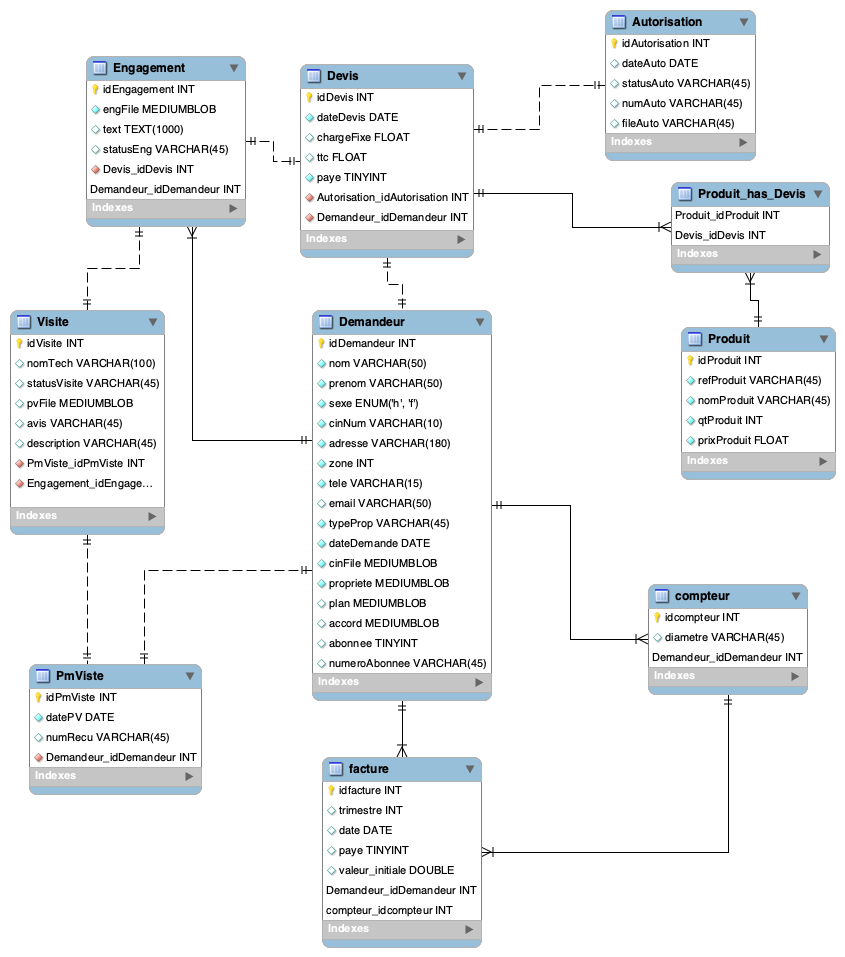 Autorisation
idAutorisation INT
dateAuto DATE
statusAuto VARCHAR(45)
numAuto VARCHAR(45)
fileAuto VARCHAR(45)
Indexes
Engagement
idEngagement INT
engFile MEDIUMBLOB
text TEXT(1000)
statusEng VARCHAR(45)
Devis_idDevis INT
Demandeur_idDemandeur INT
Indexes
Devis
idDevis INT
dateDevis DATE
chargeFixe FLOAT
ttc FLOAT
paye TINYINT
Autorisation_idAutorisation INT
Demandeur_idDemandeur INT
Indexes
Produit_has_Devis
Produit_idProduit INT
Devis_idDevis INT
Indexes
Visite
idVisite INT
nomTech VARCHAR(100)
statusVisite VARCHAR(45)
pvFile MEDIUMBLOB
avis VARCHAR(45)
description VARCHAR(45)
PmViste_idPmViste INT
Engagement_idEngage...
Indexes
Demandeur
idDemandeur INT
nom VARCHAR(50)
prenom VARCHAR(50)
sexe ENUM('h', 'f')
cinNum VARCHAR(10)
adresse VARCHAR(180)
zone INT
tele VARCHAR(15)
email VARCHAR(50)
typeProp VARCHAR(45)
dateDemande DATE
cinFile MEDIUMBLOB
propriete MEDIUMBLOB
plan MEDIUMBLOB
accord MEDIUMBLOB
abonnee TINYINT
numeroAbonnee VARCHAR(45)
Indexes
Produit
idProduit INT
refProduit VARCHAR(45)
nomProduit VARCHAR(45)
qtProduit INT
prixProduit FLOAT
Indexes
compteur
idcompteur INT
diametre VARCHAR(45)
Demandeur_idDemandeur INT
Indexes
PmViste
idPmViste INT
datePV DATE
numRecu VARCHAR(45)
Demandeur_idDemandeur INT
Indexes
facture
idfacture INT
trimestre INT
date DATE
paye TINYINT
valeur_initiale DOUBLE
Demandeur_idDemandeur INT
compteur_idcompteur INT
Indexes